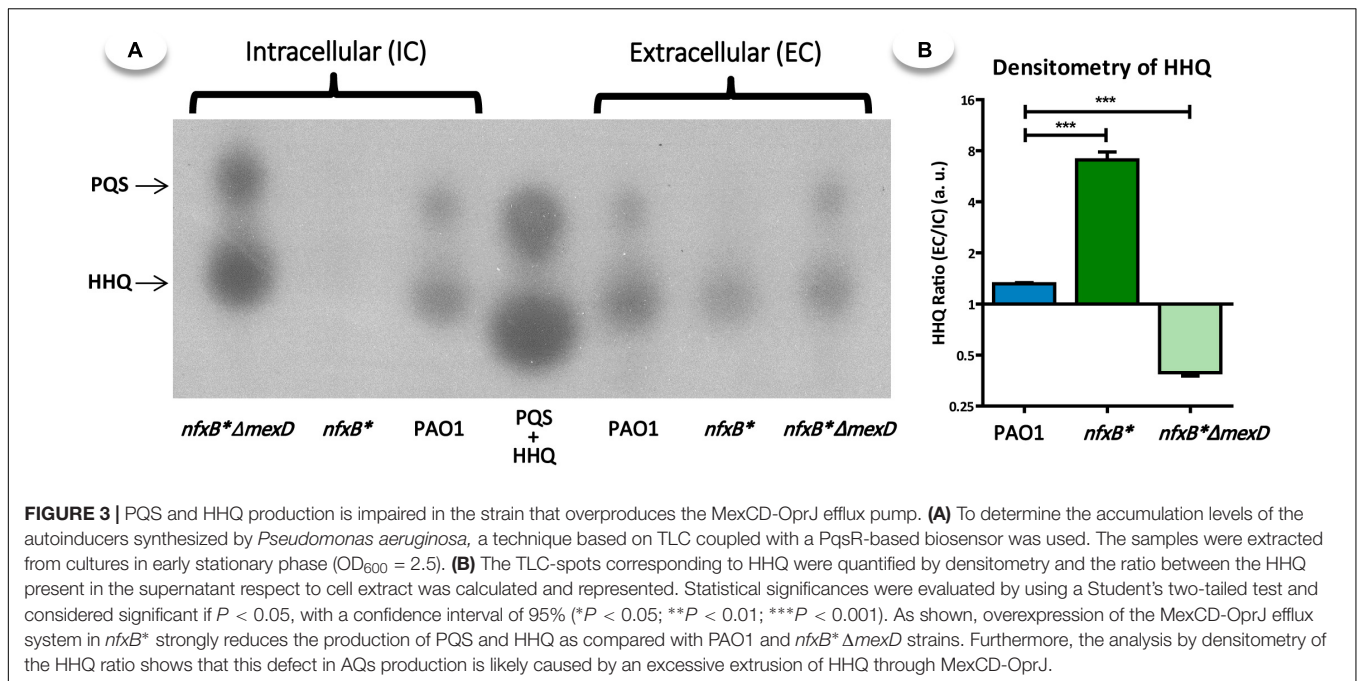 A
Intracellular (IC)
Extracellular (EC)
PQS
HHQ
nfxB*ΔmexD
nfxB*
PAO1
PQS
+
HHQ
PAO1
nfxB*
nfxB*ΔmexD
B
Densitometry of HHQ
HHQ Ratio (EC/IC) (a. u.)
16
8
4
2
1
0.5
0.25
***
***
PAO1
nfxB*
nfxB*ΔmexD
FIGURE 3 | PQS and HHQ production is impaired in the strain that overproduces the MexCD-OprJ efflux pump. (A) To determine the accumulation levels of the
autoinducers synthesized by Pseudomonas aeruginosa, a technique based on TLC coupled with a PqsR-based biosensor was used. The samples were extracted
from cultures in early stationary phase (OD600 = 2.5). (B) The TLC-spots corresponding to HHQ were quantified by densitometry and the ratio between the HHQ
present in the supernatant respect to cell extract was calculated and represented. Statistical significances were evaluated by using a Student's two-tailed test and
considered significant if P < 0.05, with a confidence interval of 95% (*P < 0.05; **P < 0.01; ***P < 0.001). As shown, overexpression of the MexCD-OprJ efflux
system in nfxB* strongly reduces the production of PQS and HHQ as compared with PAO1 and nfxB* ΔmexD strains. Furthermore, the analysis by densitometry of
the HHQ ratio shows that this defect in AQs production is likely caused by an excessive extrusion of HHQ through MexCD-OprJ.